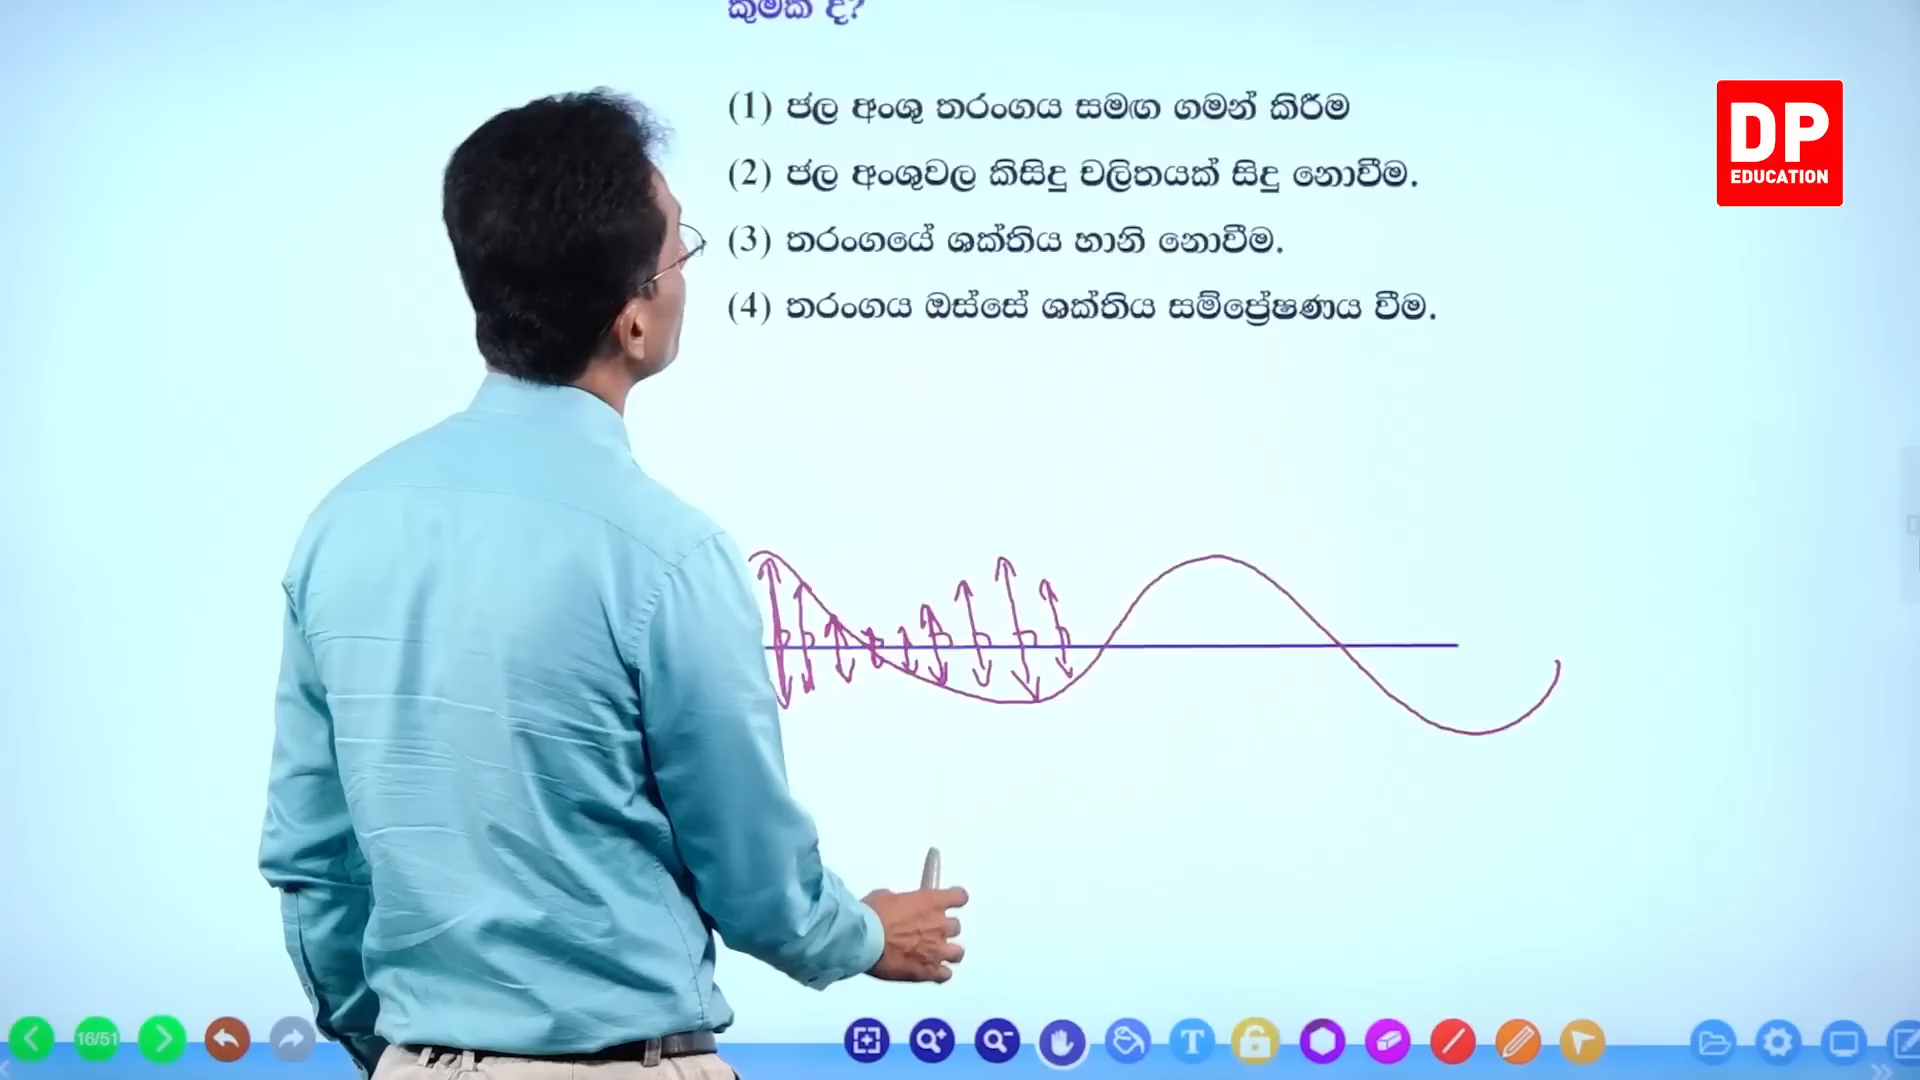 කුමක් ද?
(1) ජල අංශු තරංගය සමඟ ගමන් කිරීම
(2) ජල අංශුවල කිසිදු චලිතයක් සිදු නොවීම.
(3) තරංගයේ ශක්තිය හානි නොවීම.
(4) තරංගය ඔස්සේ ශක්තිය සම්ප්‍රේෂණය වීම.
DP
EDUCATION
16/51
T